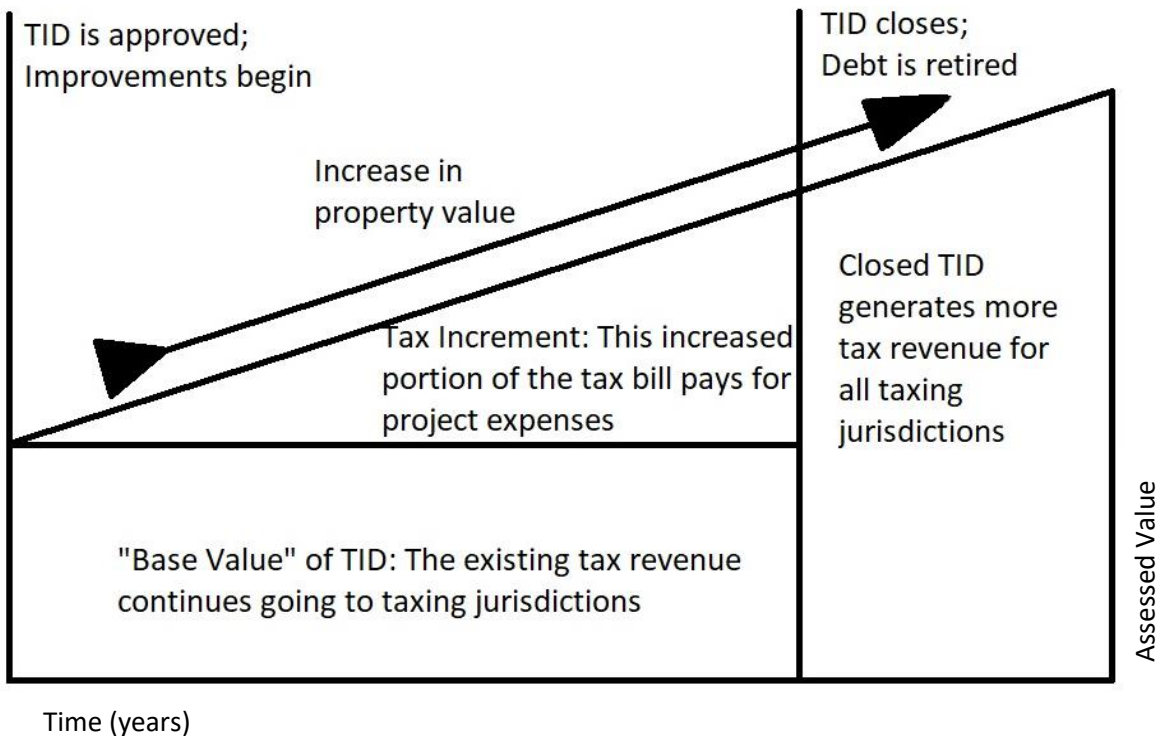 TID is approved;
Improvements begin
TID closes;
Debt is retired
Increase in
property value
Tax Increment: This increased
portion of the tax bill pays for
project expenses
Closed TID
generates more
tax revenue for
all taxing
jurisdictions
"Base Value" of TID: The existing tax revenue
continues going to taxing jurisdictions
Assessed Value
Time (years)